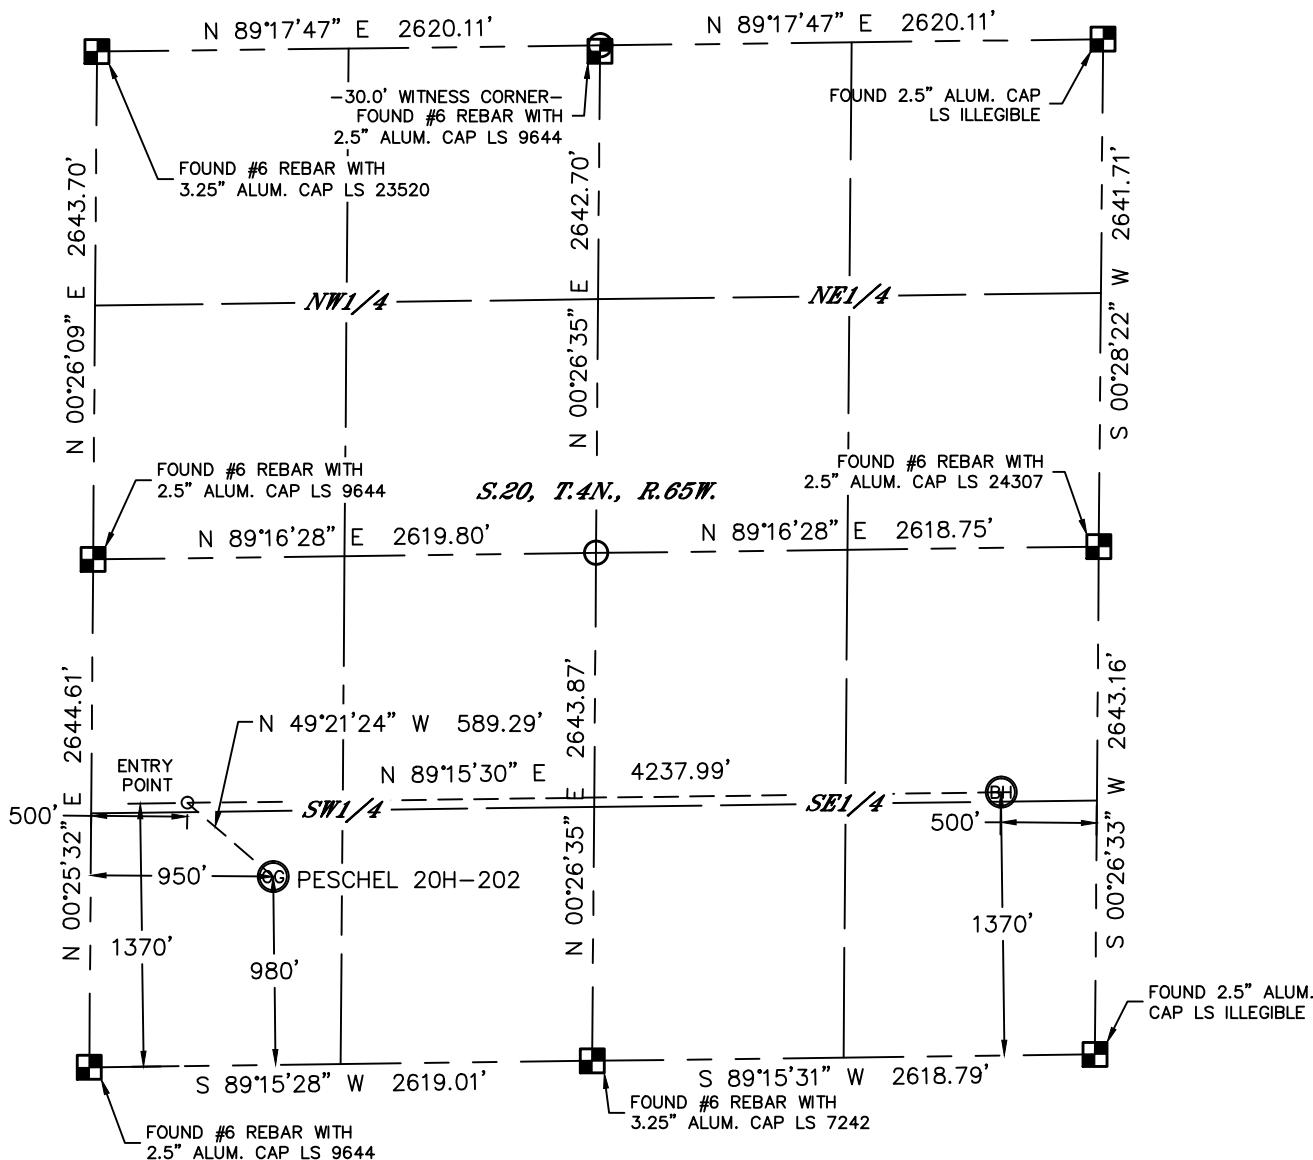 N 89°17'47" E 2620.11'
N 89°17'47" E 2620.11'
-30.0' WITNESS CORNER-
FOUND #6 REBAR WITH
2.5" ALUM. CAP LS 9644
FOUND 2.5" ALUM. CAP
LS ILLEGIBLE
FOUND #6 REBAR WITH
3.25" ALUM. CAP LS 23520
N 00°26'09" E 2643.70'
N 00°26'35" E 2642.70'
S 00°28'22" W 2641.71'
NW1/4
NE1/4
FOUND #6 REBAR WITH
2.5" ALUM. CAP LS 9644
S.20, T.4N., R.65W.
FOUND #6 REBAR WITH
2.5" ALUM. CAP LS 24307
N 89°16'28" E 2619.80'
N 89°16'28" E 2618.75'
N 00°25'32" E 2644.61'
N 00°26'35" E 2643.87'
S 00°26'33" W 2643.16'
N 49°21'24" W 589.29'
ENTRY
POINT
N 89°15'30" E 4237.99'
BH
500'
SW1/4
SE1/4
500'
950'
OG PESCHEL 20H-202
1370'
980'
1370'
FOUND 2.5" ALUM.
CAP LS ILLEGIBLE
S 89°15'28" W 2619.01'
S 89°15'31" W 2618.79'
FOUND #6 REBAR WITH
3.25" ALUM. CAP LS 7242
FOUND #6 REBAR WITH
2.5" ALUM. CAP LS 9644